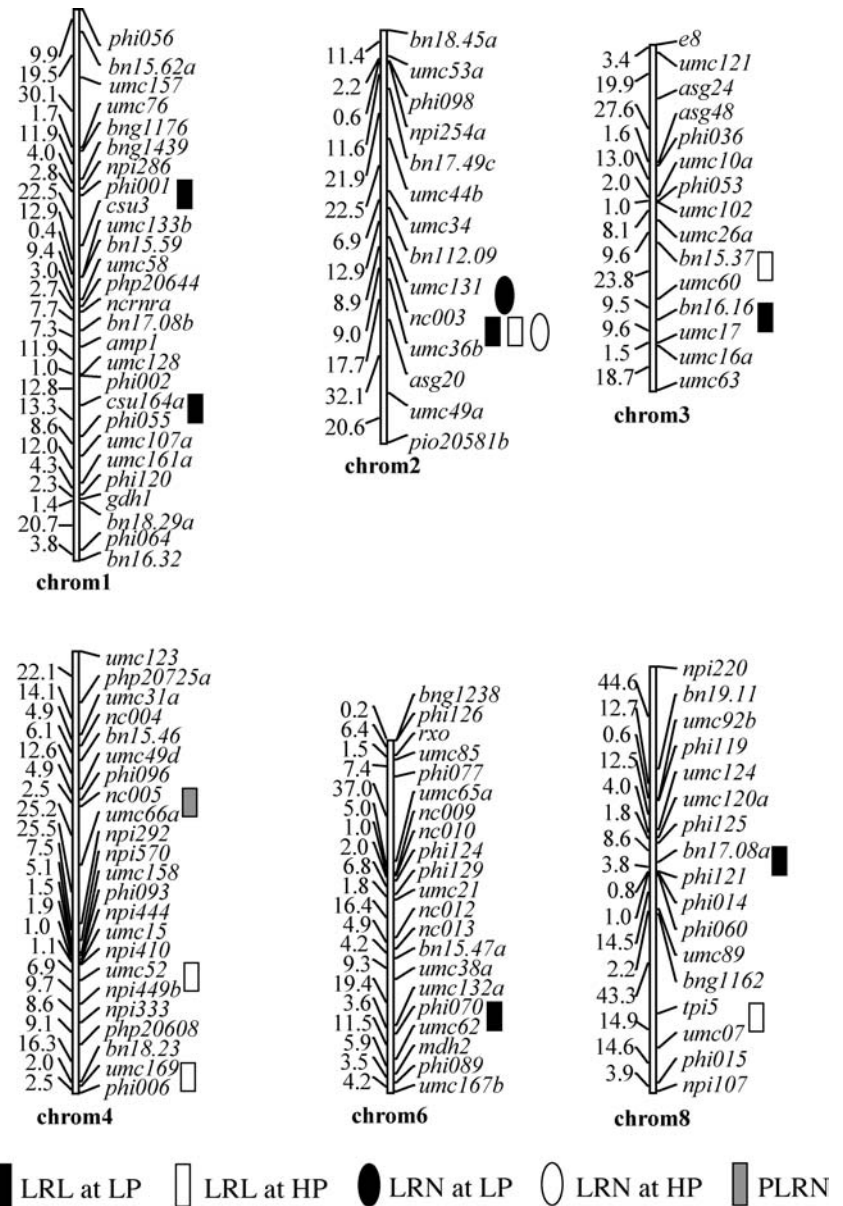 phi056
9.9
bn15.62a
19.5
umc157
30.1
umc76
1.7
bng1176
11.9
bng1439
4.0
npi286
2.8
phi001
22.5
csu3
12.9
umc133b
0.4
bn15.59
9.4
umc58
3.0
php20644
2.7
ncrnra
7.7
bn17.08b
7.3
amp1
11.9
umc128
1.0
phi002
12.8
csu164a
13.3
phi055
8.6
umc107a
12.0
umc161a
4.3
phi120
2.3
gdh1
1.4
bn18.29a
20.7
phi064
3.8
bn16.32
chrom1
bn18.45a
11.4
umc53a
2.2
phi098
0.6
npi254a
11.6
bn17.49c
21.9
umc44b
22.5
umc34
6.9
bn112.09
12.9
umc131
8.9
nc003
9.0
umc36b
17.7
asg20
32.1
umc49a
20.6
pio20581b
chrom2
e8
3.4
umc121
19.9
asg24
27.6
asg48
1.6
phi036
13.0
umc10a
2.0
phi053
1.0
umc102
8.1
umc26a
9.6
bn15.37
23.8
umc60
9.5
bn16.16
9.6
umc17
1.5
umc16a
18.7
umc63
chrom3
umc123
22.1
php20725a
14.1
umc31a
4.9
nc004
6.1
bn15.46
12.6
umc49d
4.9
phi096
2.5
nc005
25.2
umc66a
25.5
npi292
7.5
npi570
5.1
umc158
1.5
phi093
1.9
npi444
1.0
umc15
1.1
npi410
6.9
umc52
9.7
npi449b
8.6
npi333
9.1
php20608
16.3
bn18.23
2.0
umc169
2.5
phi006
chrom4
bng1238
0.2
phi126
6.4
rxo
1.5
umc85
7.4
phi077
37.0
umc65a
5.0
nc009
1.0
nc010
2.0
phi124
6.8
phi129
1.8
umc21
16.4
nc012
4.9
nc013
4.2
bn15.47a
9.3
umc38a
19.4
umc132a
3.6
phi070
11.5
umc62
5.9
mdh2
3.5
phi089
4.2
umc167b
chrom6
npi220
44.6
bn19.11
12.7
umc92b
0.6
phi119
12.5
umc124
4.0
umc120a
1.8
phi125
8.6
bn17.08a
3.8
phi121
0.8
phi014
1.0
phi060
14.5
umc89
2.2
bng1162
43.3
tpi5
14.9
umc07
14.6
phi015
3.9
npi107
chrom8
LRL at LP LRL at HP LRN at LP LRN at HP PLRN